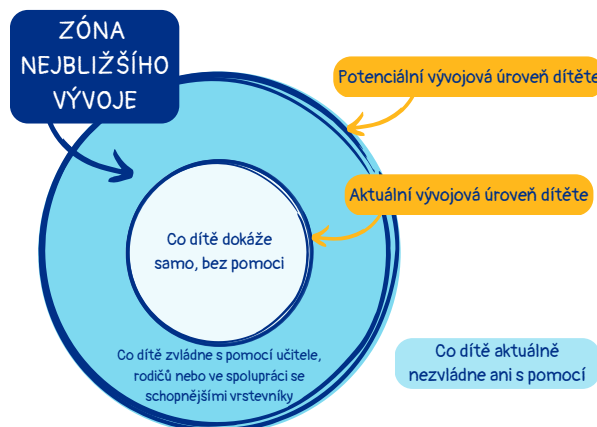 ZÓNA
NEJBLIŽŠÍHO
VÝVOJE
Potenciální vývojová úroveň dítěte
Aktuální vývojová úroveň dítěte
Co dítě dokáže
samo, bez pomoci
Co dítě zvládne s pomocí učitele,
rodičů nebo ve spolupráci se
schopnějšími vrstevníky
Co dítě aktuálně
nezvládne ani s pomocí